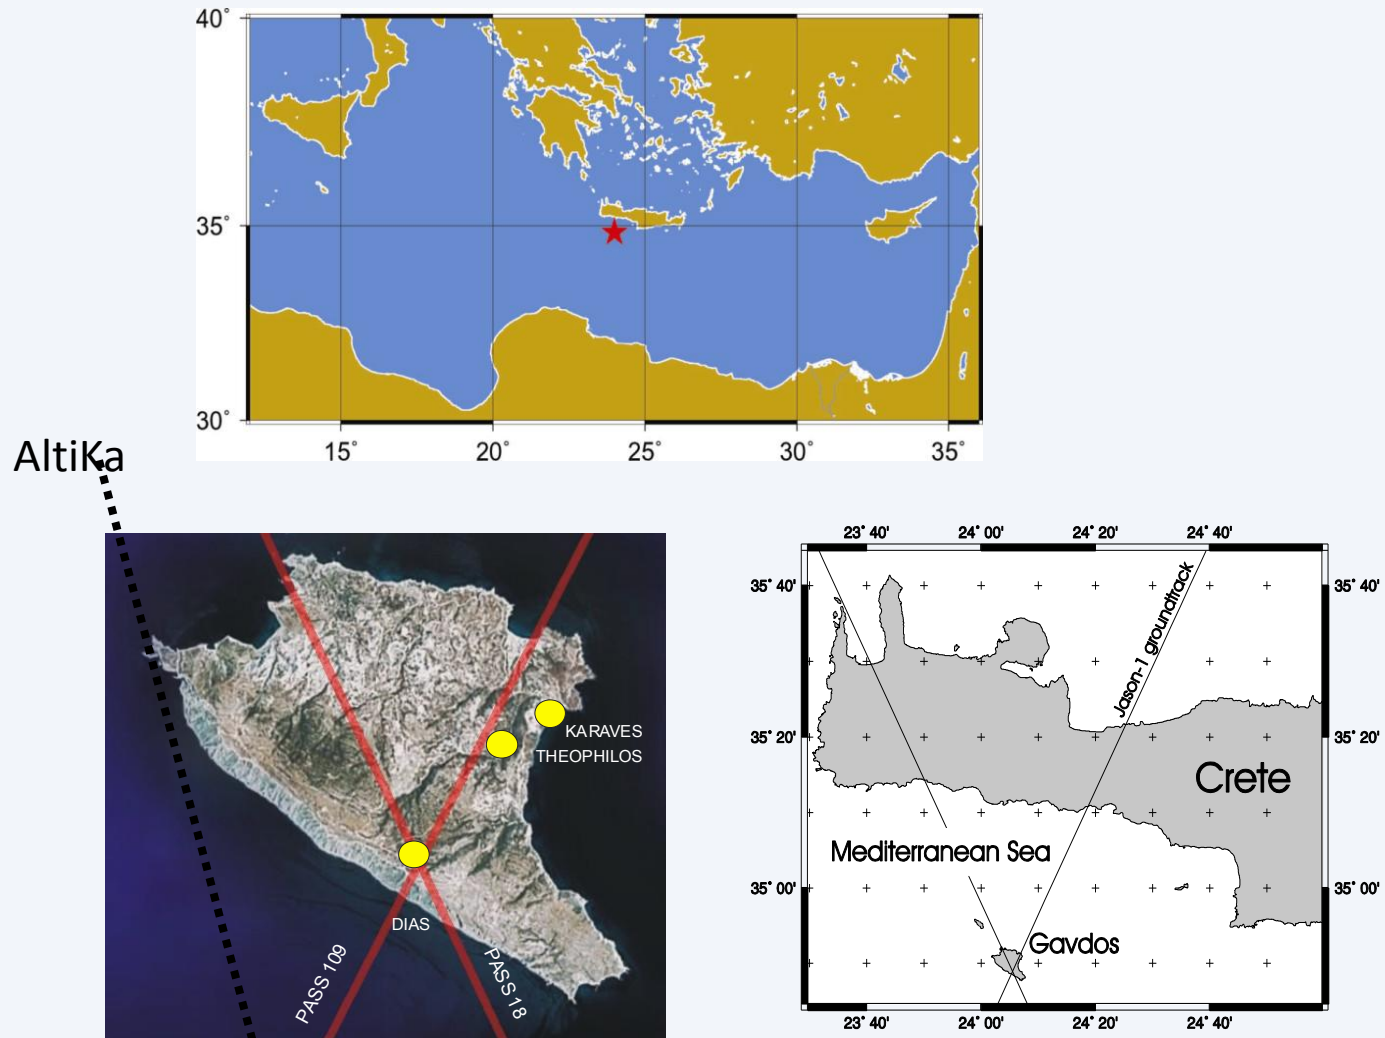 40°
35°
30°
15° 20° 25° 30° 35°
AltiKa
KARAVES
THEOPHILOS
DIAS
PASS 109
PASS 18
23° 40' 24° 00' 24° 20' 24° 40'
35° 40' 35° 40'
Jason-1 groundtrack
35° 20' 35° 20'
Crete
Mediterranean Sea
35° 00' 35° 00'
Gavdos
23° 40' 24° 00' 24° 20' 24° 40'